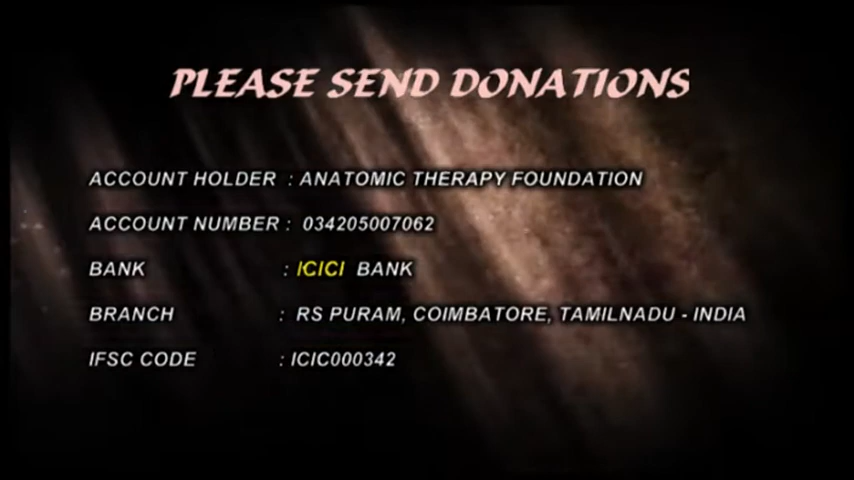 PLEASE SEND DONATIONS
ACCOUNT HOLDER : ANATOMIC THERAPY FOUNDATION
ACCOUNT NUMBER : 034205007062
BANK : ICICI BANK
BRANCH : RS PURAM, COIMBATORE, TAMILNADU - INDIA
IFSC CODE : ICIC000342